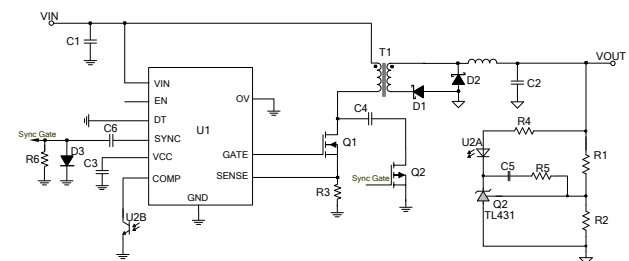 VIN
C1
T1
VOUT
D2
C2
D1
VIN
EN
DT
SYNC
VCC
COMP
GND
U1
OV
GATE
SENSE
Sync Gate
R6
D3
C6
C3
U2B
C4
Q1
R3
Sync Gate
Q2
R4
U2A
C5
R5
R1
Q2
TL431
R2